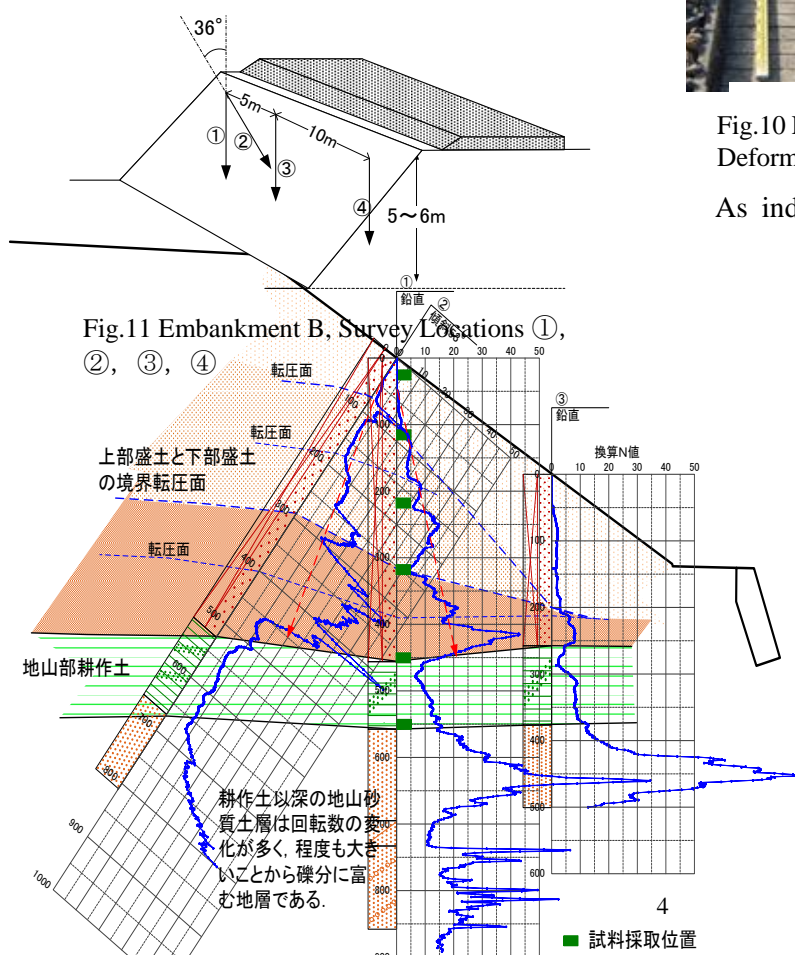 36°
5m
10m
①
②
③
④
5～6m
Fig.10
Deform
As ind
Fig.11 Embankment B, Survey Locations ①,
②, ③, ④
①
鉛直
②
0 10 20 30 40 50
転圧面
転圧面
上部盛土と下部盛土
の境界転圧面
転圧面
地山部耕作土
③
鉛直
換算N値
0 10 20 30 40 50
0
100
200
300
400
600
100
200
300
400
500
600
700
800
900
1000
200
500
600
800
耕作土以深の地山砂
質土層は回転数の変
化が多く, 程度も大き
いことから礫分に富
む地層である.
4
試料採取位置